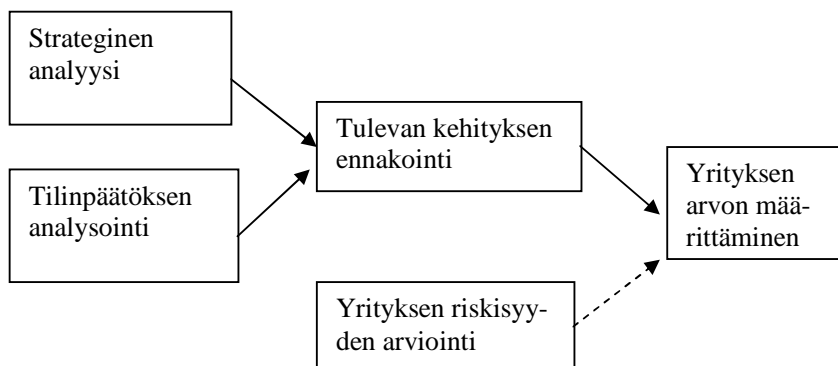 Strateginen
analyysi
Tulevan kehityksen
ennakointi
Tilinpäätöksen
analysointi
Yrityksen
arvon mää-
rittäminen
Yrityksen riskisyy-
den arviointi